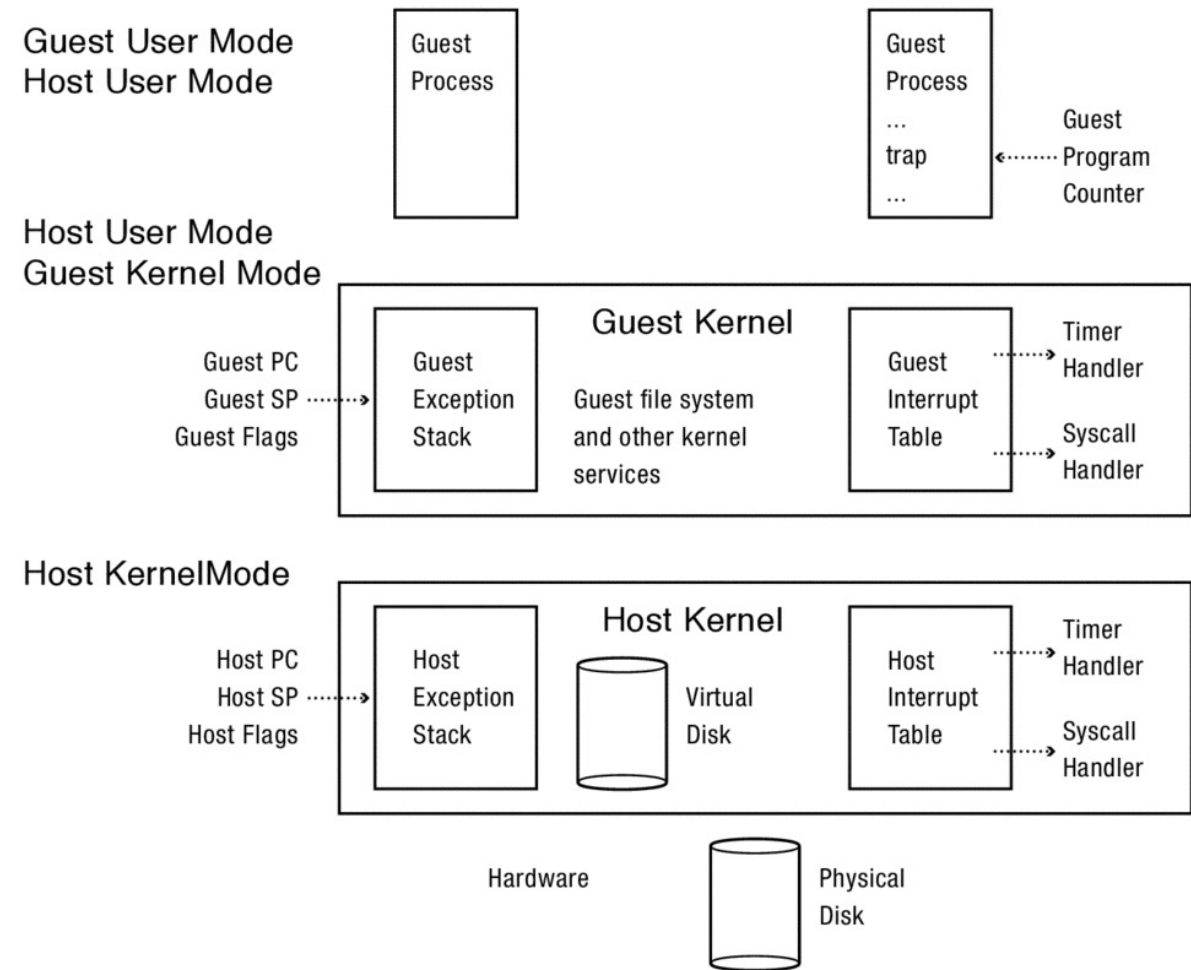 Guest User Mode
Host User Mode
Guest
Process
Guest
Process
...
trap
...
Guest
Program
Counter
Host User Mode
Guest Kernel Mode
Guest Kernel
Guest PC
Guest SP
Guest Flags
Guest
Exception
Stack
Guest file system
and other kernel
services
Guest
Interrupt
Table
Timer
Handler
Syscall
Handler
Host KernelMode
Host Kernel
Host PC
Host SP
Host Flags
Host
Exception
Stack
Virtual
Disk
Host
Interrupt
Table
Timer
Handler
Syscall
Handler
Hardware
Physical
Disk